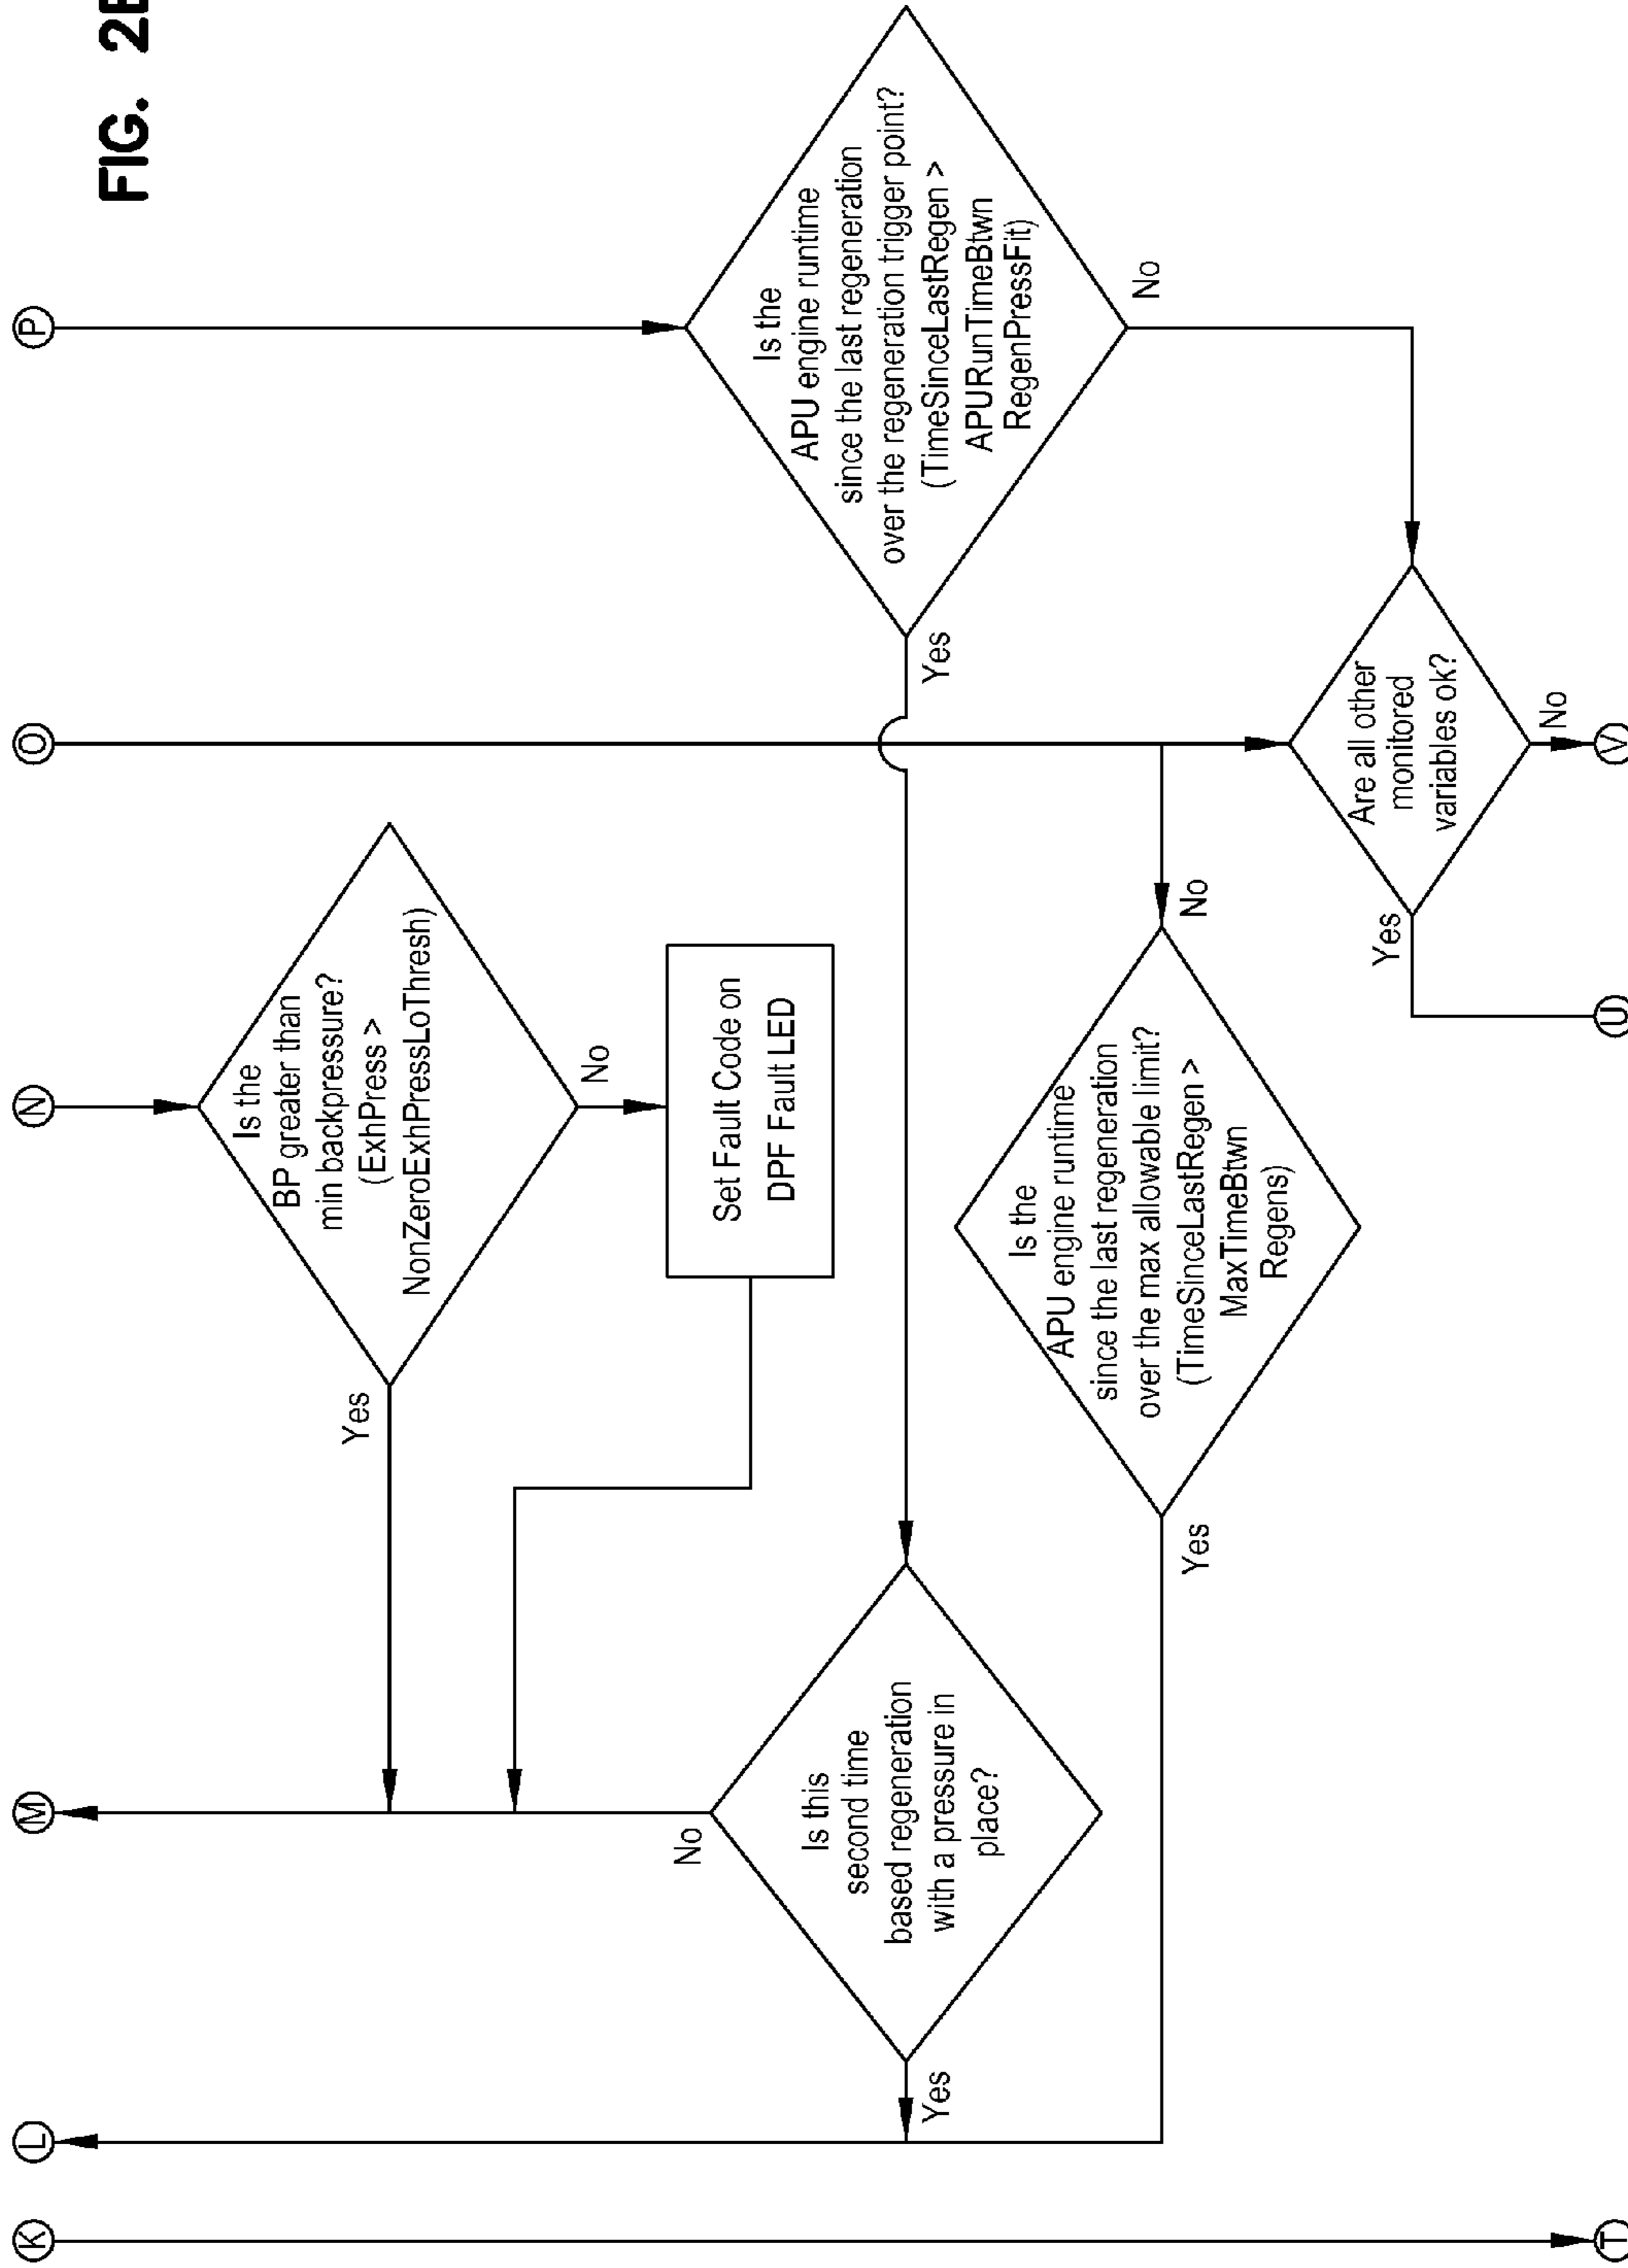 FIG. 2E
K
L
M
N
O
P
Is the
BP greater than
min backpressure?
(ExhPress >
NonZeroExhPressLoThresh)
Yes
No
Set Fault Code on
DPF Fault LED
Is the
APU engine runtime
since the last regeneration
over the regeneration trigger point?
(TimeSinceLastRegen >
APURunTimeBtwn
RegenPressFit)
Yes
No
Is this
second time
based regeneration
with a pressure in
place?
No
Yes
Is the
APU engine runtime
since the last regeneration
over the max allowable limit?
(TimeSinceLastRegen >
MaxTimeBtwn
Regens)
Yes
No
Are all other
monitored
variables ok?
Yes
No
T
U
V